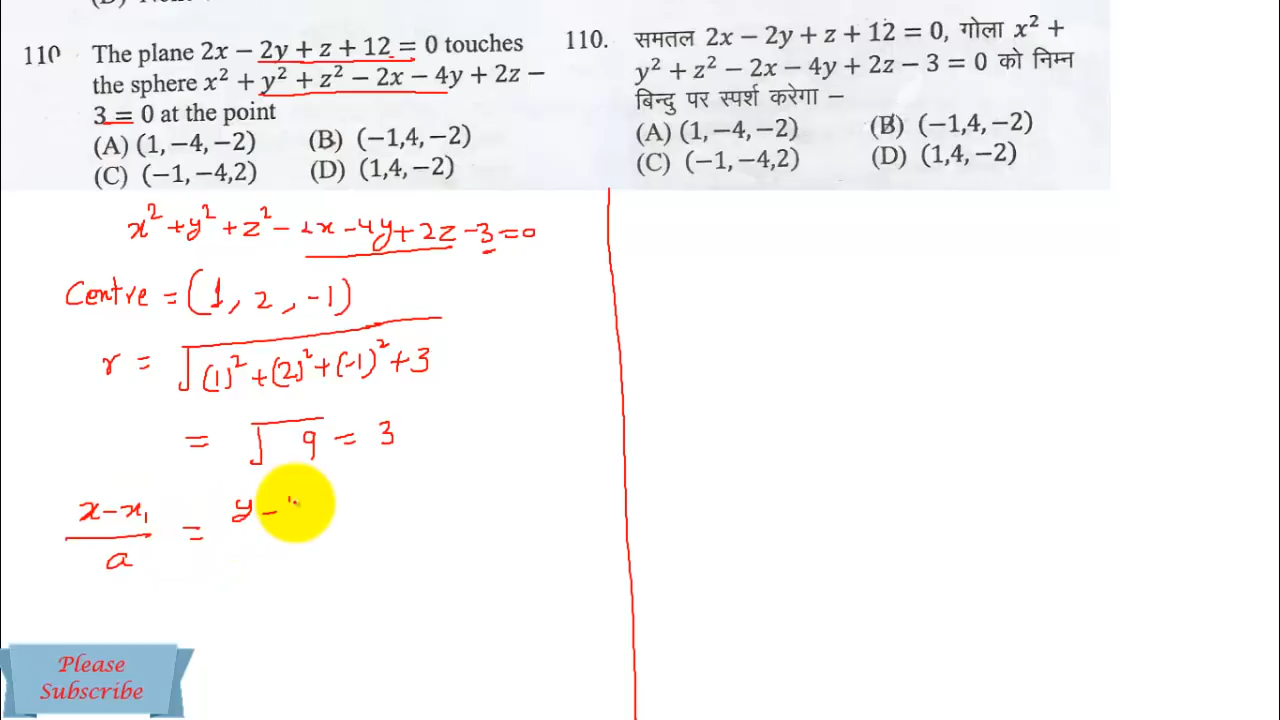 110 The plane 2x − 2y + z + 12 = 0 touches
the sphere x² + y² + z² − 2x − 4y + 2z −
3 = 0 at the point
(A) (1, −4, −2) (B) (−1,4, −2)
(C) (−1, −4,2) (D) (1,4, −2)
110. समतल 2x − 2y + z + 12 = 0, गोला x² +
y² + z² − 2x − 4y + 2z − 3 = 0 को निम्न
बिन्दु पर स्पर्श करेगा −
(A) (1, −4, −2) (B) (−1,4, −2)
(C) (−1, −4,2) (D) (1,4, −2)
x² + y² + z² − 2x − 4y + 2z − 3 = 0
Centre = (1, 2, −1)
r = √(1)² + (2)² + (−1)² + 3
= √9 = 3
x − x₁ / a = y −
Please
Subscribe